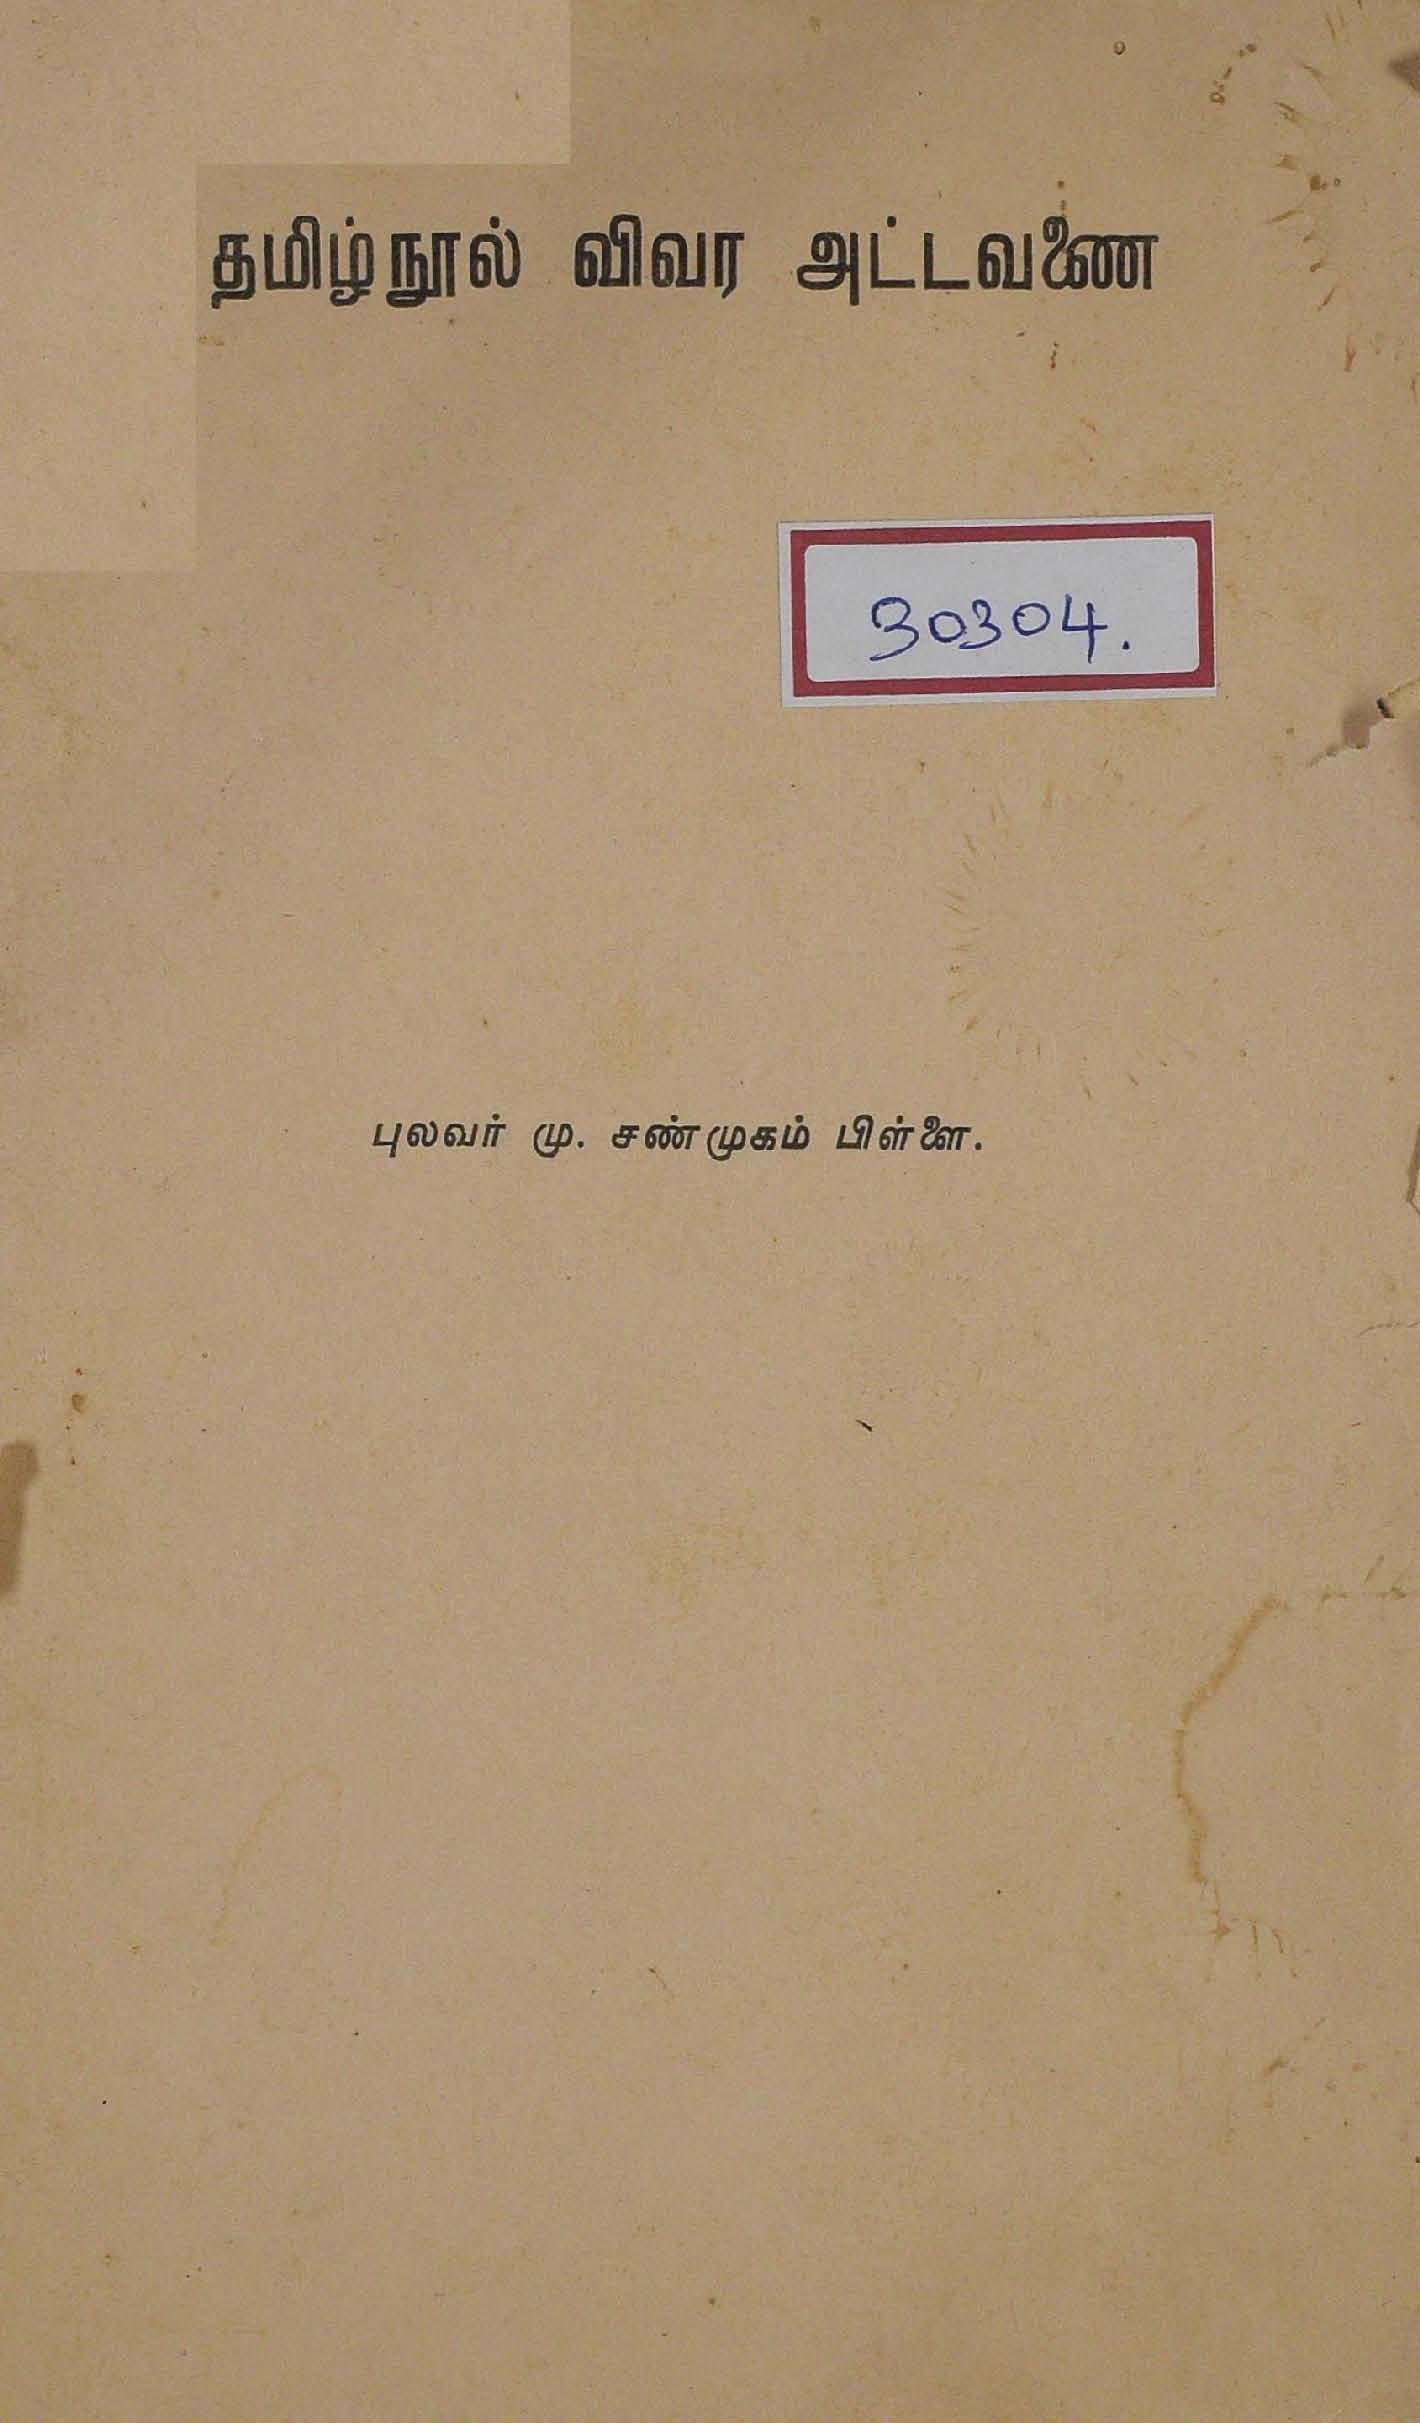 தமிழ்நூல் விவர அட்டவணை
30304.
புலவர் மு. சண்முகம் பிள்ளை.